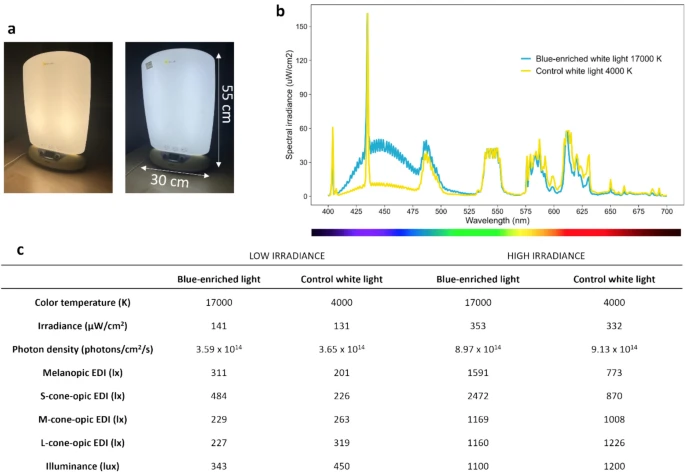 a
55 cm
30 cm
b
Spectral irradiance (uW/cm2)
150
120
90
60
30
0
Blue-enriched white light 17000 K
Control white light 4000 K
400 425 450 475 500 525 550 575 600 625 650 675 700
Wavelength (nm)
c
LOW IRRADIANCE HIGH IRRADIANCE
Blue-enriched light Control white light Blue-enriched light Control white light
Color temperature (K) 17000 4000 17000 4000
Irradiance (μW/cm²) 141 131 353 332
Photon density (photons/cm²/s) 3.59 x 10¹⁴ 3.65 x 10¹⁴ 8.97 x 10¹⁴ 9.13 x 10¹⁴
Melanopic EDI (lx) 311 201 1591 773
S-cone-opic EDI (lx) 484 226 2472 870
M-cone-opic EDI (lx) 229 263 1169 1008
L-cone-opic EDI (lx) 227 319 1160 1226
Illuminance (lux) 343 450 1100 1200